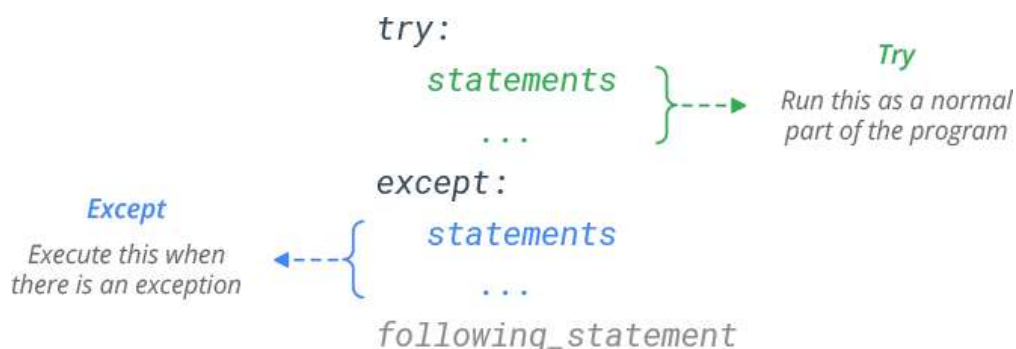 try:
statements
...
except:
statements
...
following_statement
Try
Run this as a normal
part of the program
Except
Execute this when
there is an exception